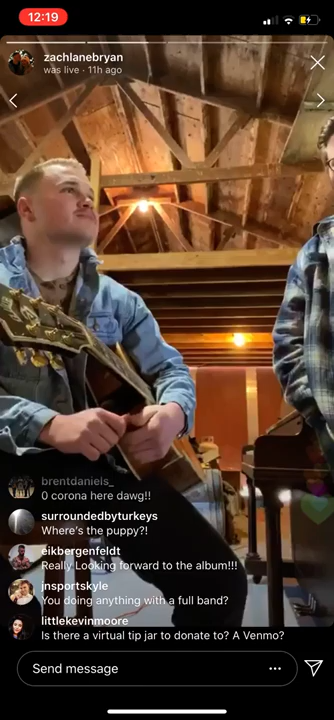 12:19
zachlanebryan
was live · 11h ago
brentdaniels_
0 corona here dawg!!
surroundedbyturkeys
Where's the puppy?!
eikbergenfeldt
Really Looking forward to the album!!!
jnsportskyle
You doing anything with a full band?
littlekevinmoore
Is there a virtual tip jar to donate to? A Venmo?
Send message